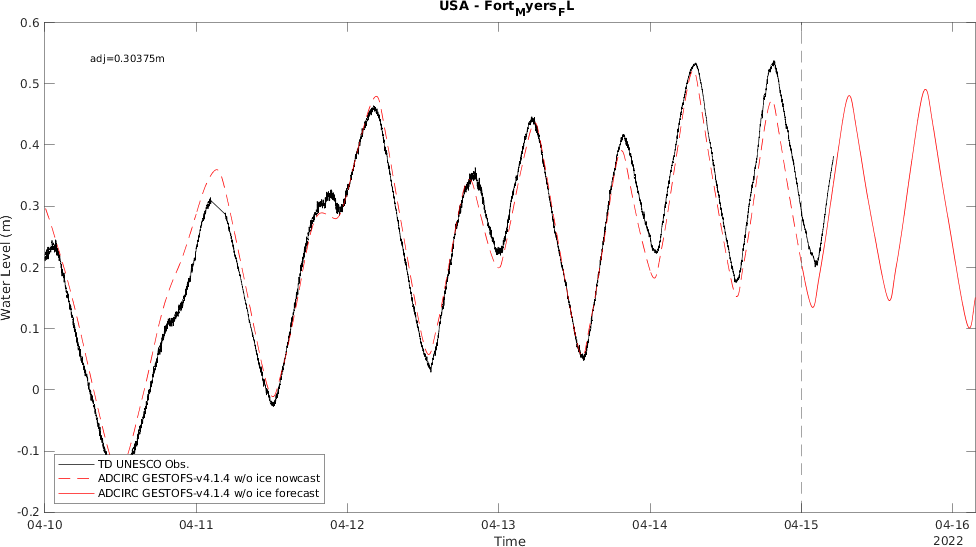 USA - Fort_Myers_FL
adj=0.30375m
Water Level (m)
0.6
0.5
0.4
0.3
0.2
0.1
0
-0.1
-0.2
TD UNESCO Obs.
ADCIRC GESTOFS-v4.1.4 w/o ice nowcast
ADCIRC GESTOFS-v4.1.4 w/o ice forecast
04-10 04-11 04-12 04-13 04-14 04-15 04-16
Time
2022